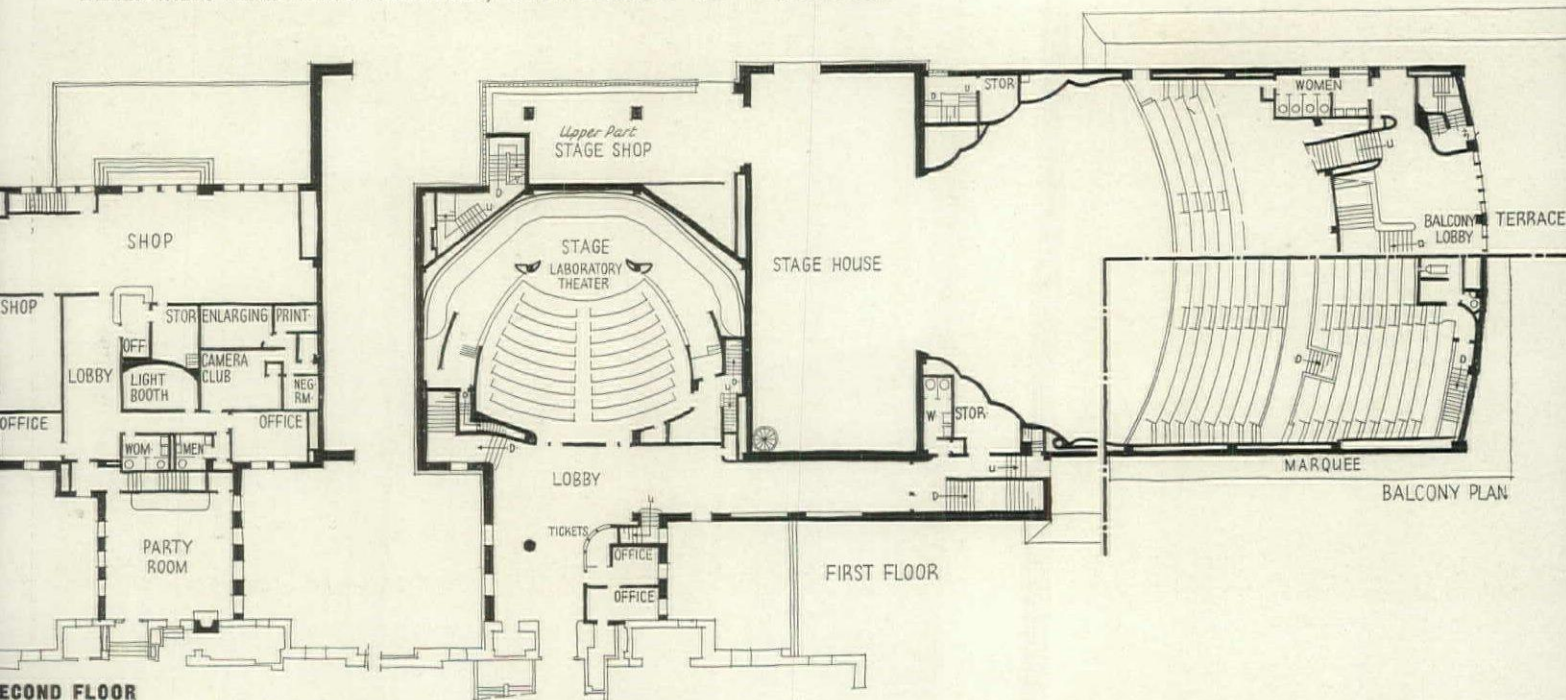 STOR
WOMEN
U
D
Upper Part
STAGE SHOP
SHOP
STAGE
LABORATORY
THEATER
STAGE HOUSE
BALCONY
LOBBY
TERRACE
SHOP
STOR
ENLARGING
PRINT
OFF
CAMERA
CLUB
LOBBY
LIGHT
BOOTH
NEG.
RM.
OFFICE
OFFICE
WOM.
MEN
W
STOR.
D
D
LOBBY
U
D
MARQUEE
BALCONY PLAN
TICKETS
U
OFFICE
PARTY
ROOM
FIRST FLOOR
OFFICE
ECOND FLOOR